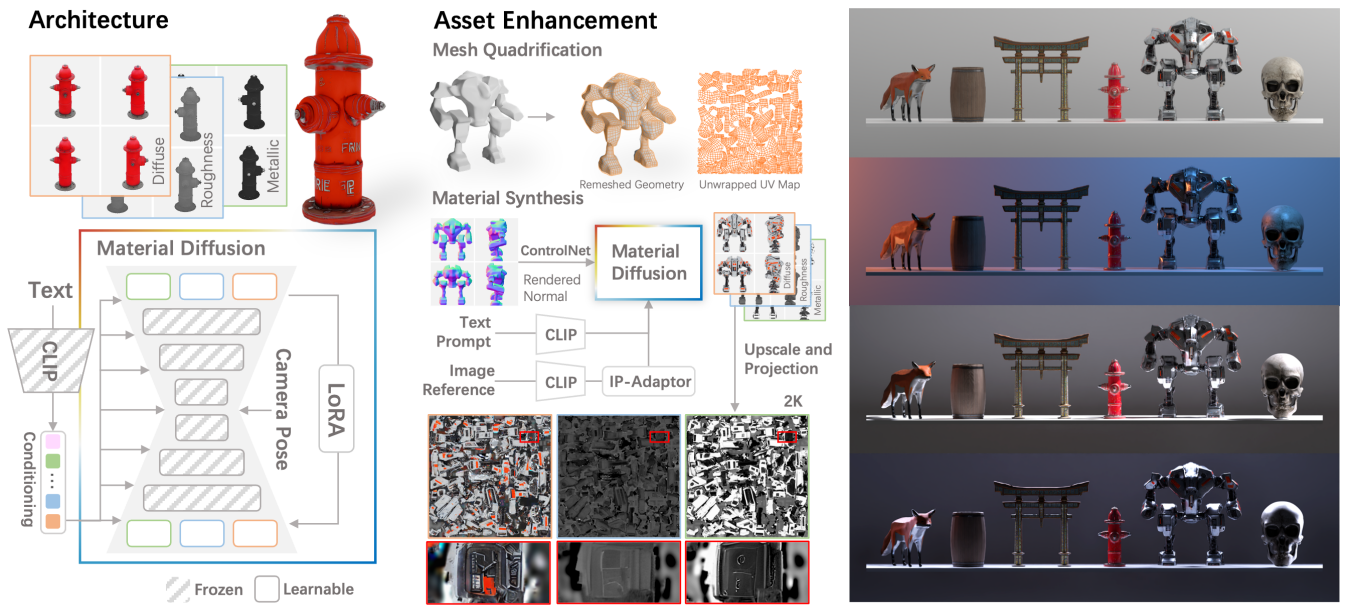 Architecture
Diffuse
Roughness
Metallic
FRIN
Material Diffusion
Text
CLIP
Conditioning
Camera Pose
LoRA
Frozen
Learnable
Asset Enhancement
Mesh Quadrification
Remeshed Geometry
Unwrapped UV Map
Material Synthesis
ControlNet
Rendered
Normal
Material
Diffusion
Diffuse
Roughness
Metallic
Text
Prompt
CLIP
Image
Reference
CLIP
IP-Adaptor
Upscale and
Projection
2K